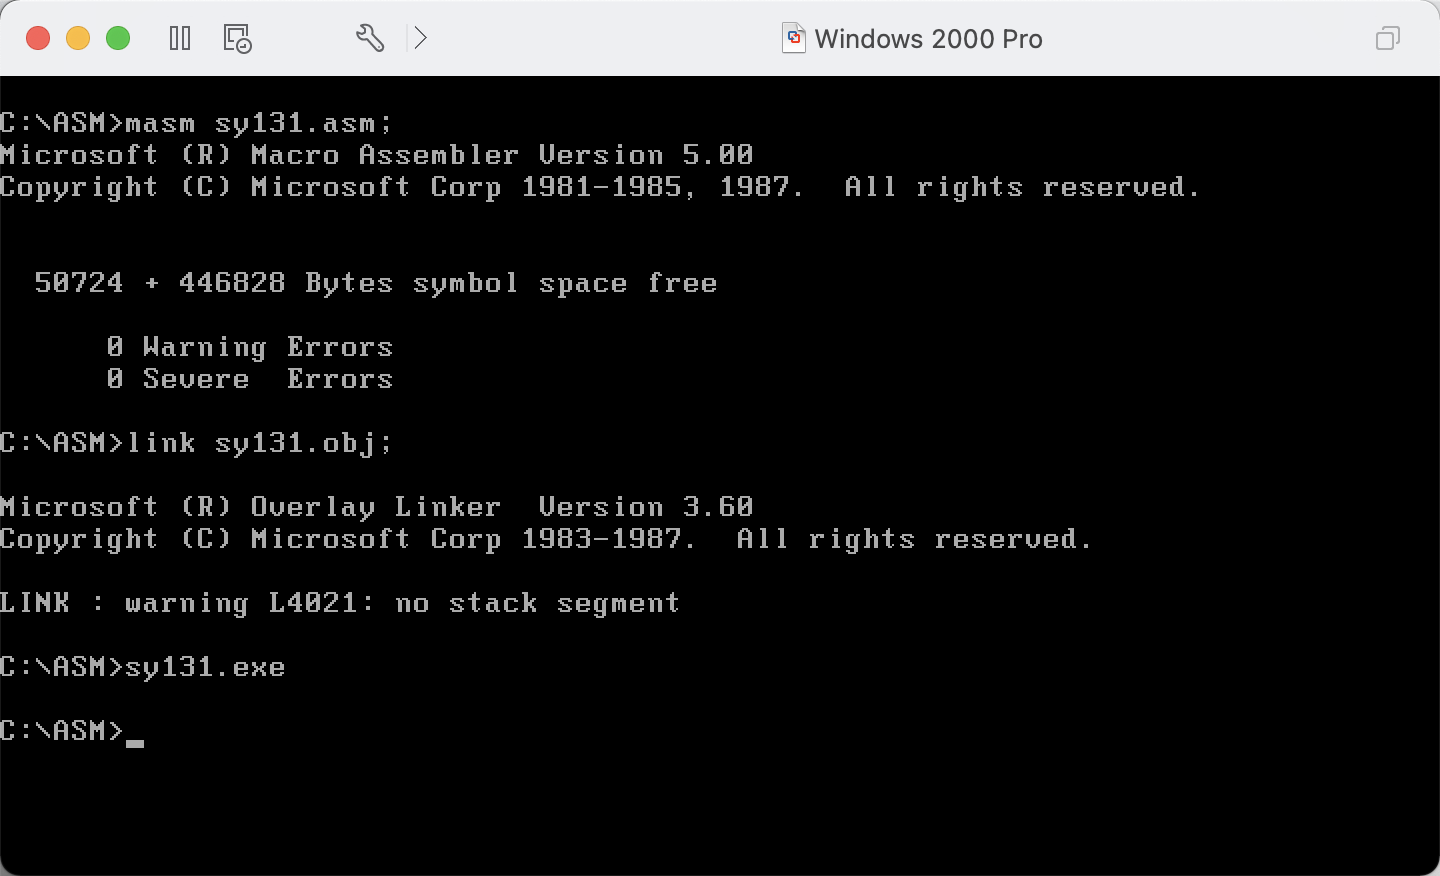 Windows 2000 Pro
C:\ASM>masm sy131.asm;
Microsoft (R) Macro Assembler Version 5.00
Copyright (C) Microsoft Corp 1981-1985, 1987.  All rights reserved.
50724 + 446828 Bytes symbol space free
0 Warning Errors
0 Severe  Errors
C:\ASM>link sy131.obj;
Microsoft (R) Overlay Linker  Version 3.60
Copyright (C) Microsoft Corp 1983-1987.  All rights reserved.
LINK : warning L4021: no stack segment
C:\ASM>sy131.exe
C:\ASM>